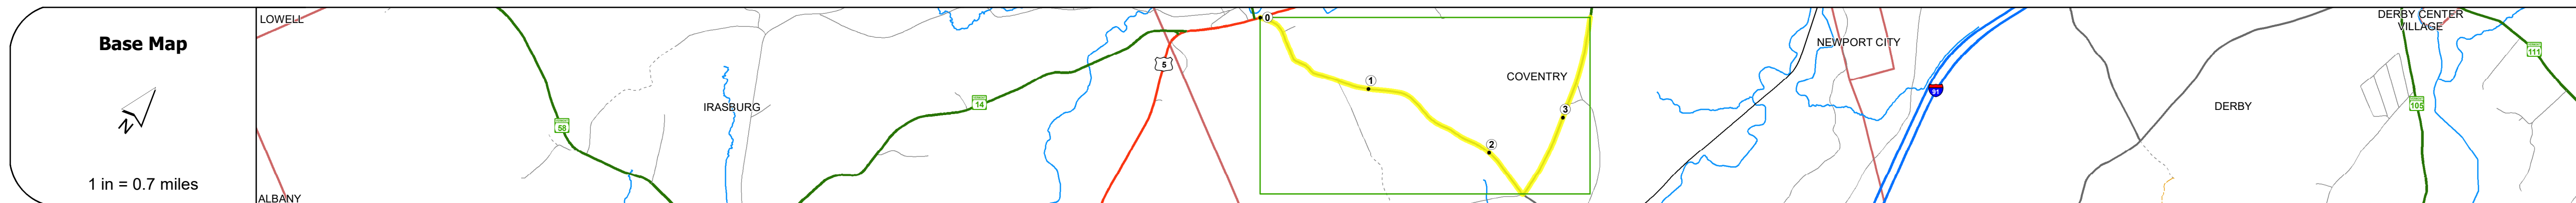 Base Map
N
1 in = 0.7 miles
LOWELL
ALBANY
58
IRASBURG
14
5
0
1
2
3
COVENTRY
NEWPORT CITY
91
DERBY
DERBY CENTER
VILLAGE
105
111